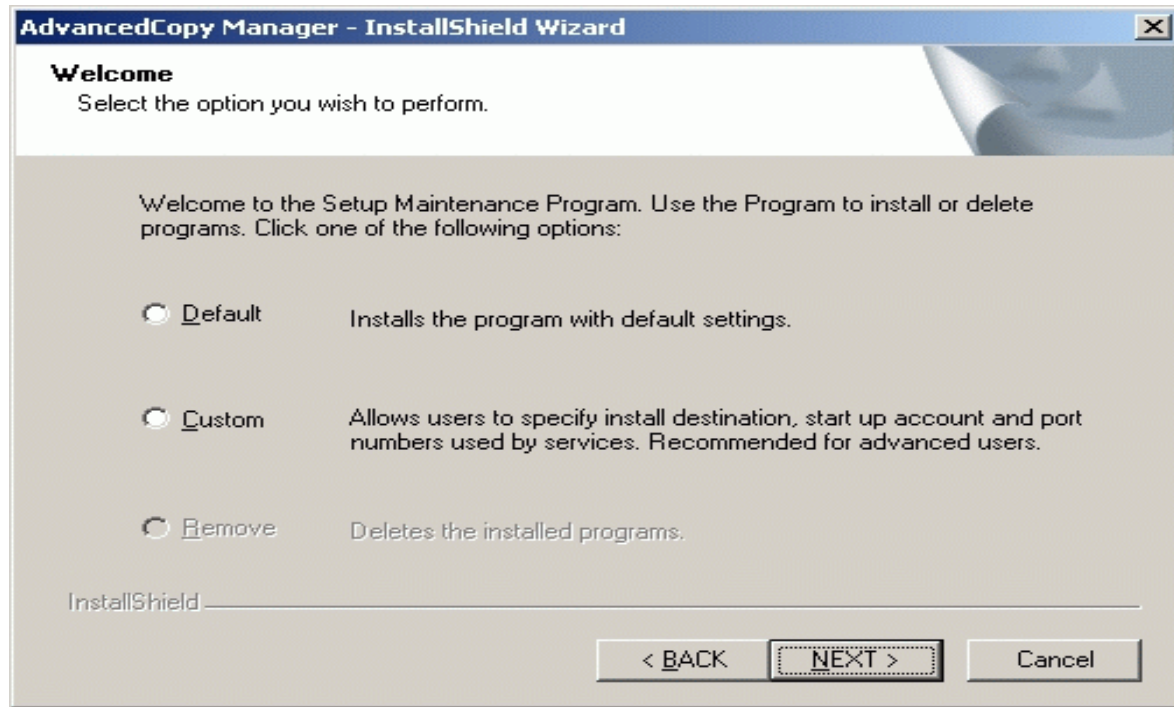 AdvancedCopy Manager - InstallShield Wizard
Welcome
Select the option you wish to perform.
Welcome to the Setup Maintenance Program. Use the Program to install or delete
programs. Click one of the following options:
Default
Installs the program with default settings.
Custom
Allows users to specify install destination, start up account and port
numbers used by services. Recommended for advanced users.
Remove
Deletes the installed programs.
InstallShield
< BACK
NEXT >
Cancel